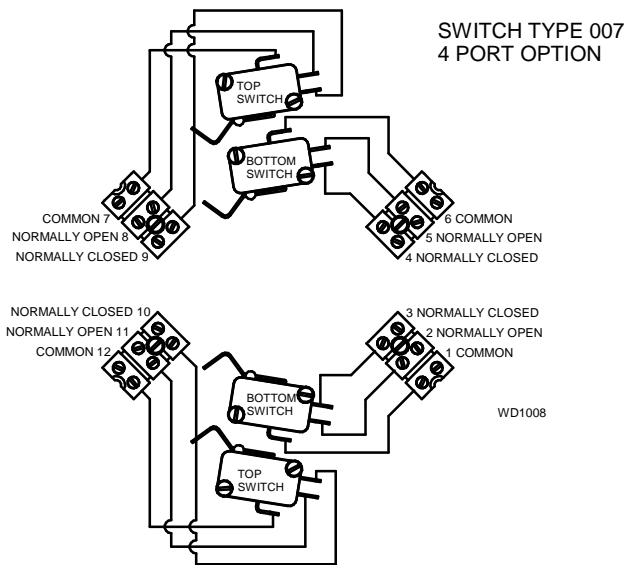 SWITCH TYPE 007
4 PORT OPTION
TOP
SWITCH
BOTTOM
SWITCH
COMMON 7
NORMALLY OPEN 8
NORMALLY CLOSED 9
6 COMMON
5 NORMALLY OPEN
4 NORMALLY CLOSED
NORMALLY CLOSED 10
NORMALLY OPEN 11
COMMON 12
3 NORMALLY CLOSED
2 NORMALLY OPEN
1 COMMON
BOTTOM
SWITCH
WD1008
TOP
SWITCH